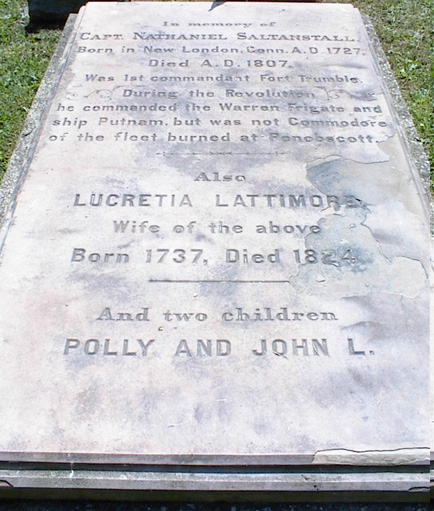 In memory of
CAPT. NATHANIEL SALTANSTALL.
Born in New London, Conn. A.D. 1727.
Died A.D. 1807.
Was 1st commandant Fort Trumble.
During the Revolution
he commanded the Warren Frigate and
ship Putnam, but was not Commodore
of the fleet burned at Penobscott.
Also
LUCRETIA LATTIMORE,
Wife of the above
Born 1737, Died 1824.
And two children
POLLY AND JOHN L.